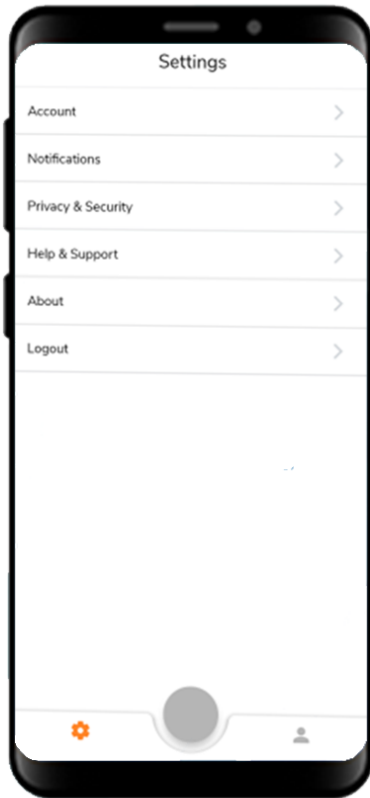 Settings
Account
Notifications
Privacy & Security
Help & Support
About
Logout